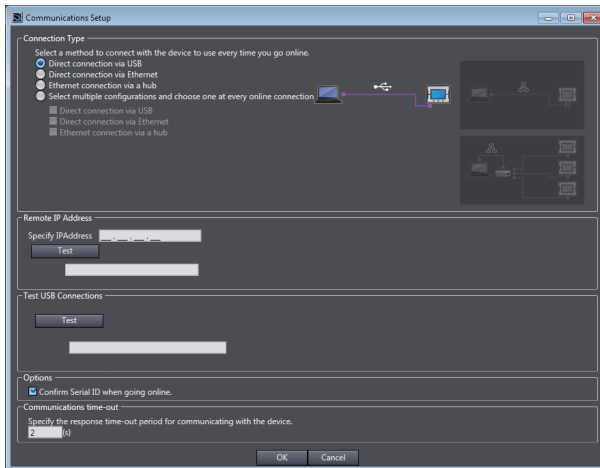 Communications Setup
Connection Type
Select a method to connect with the device to use every time you go online.
Direct connection via USB
Direct connection via Ethernet
Ethernet connection via a hub
Select multiple configurations and choose one at every online connection
Direct connection via USB
Direct connection via Ethernet
Ethernet connection via a hub
Remote IP Address
Specify IPAddress __.__.__.__
Test
Test USB Connections
Test
Options
Confirm Serial ID when going online.
Communications time-out
Specify the response time-out period for communicating with the device.
2 (s)
OK Cancel